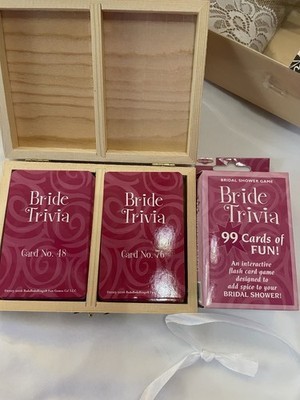 Bride
Trivia
Card No. 48
Bride
Trivia
Card No. 76
BRIDAL SHOWER GAME
Bride
Trivia
99 Cards of
FUN!
An interactive
flash card game
designed to
add spice to your
BRIDAL SHOWER!